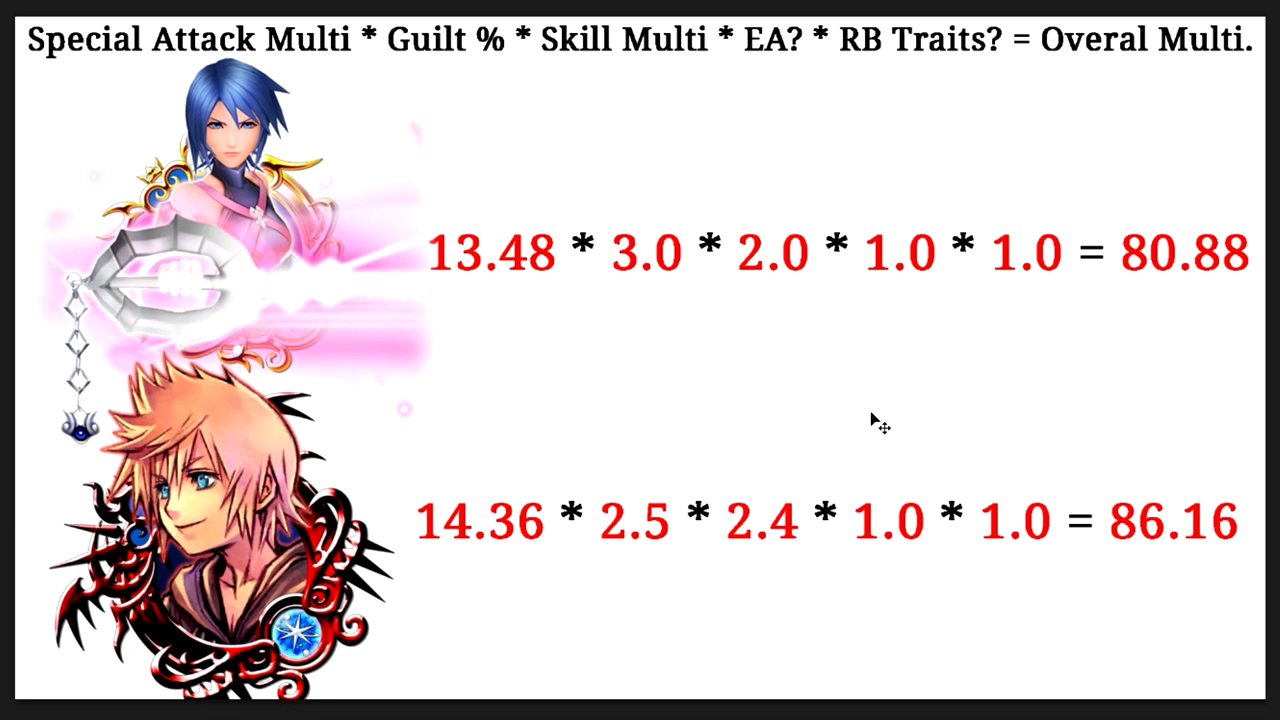 Special Attack Multi * Guilt % * Skill Multi * EA? * RB Traits? = Overal Multi.
13.48 * 3.0 * 2.0 * 1.0 * 1.0 = 80.88
14.36 * 2.5 * 2.4 * 1.0 * 1.0 = 86.16